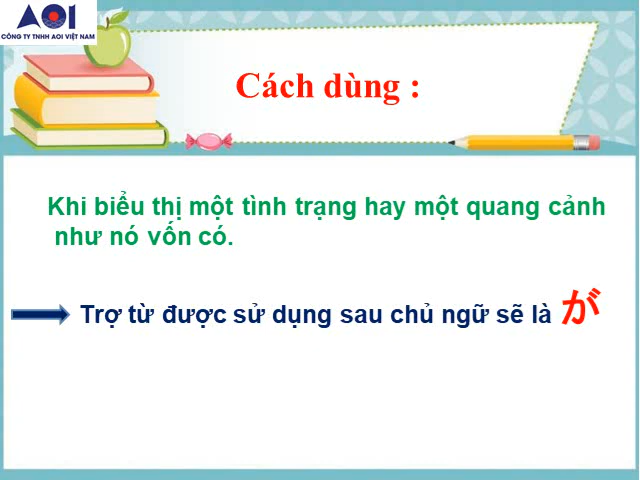 AOI
CÔNG TY TNHH AOI VIỆT NAM
Cách dùng :
Khi biểu thị một tình trạng hay một quang cảnh
như nó vốn có.
Trợ từ được sử dụng sau chủ ngữ sẽ là が